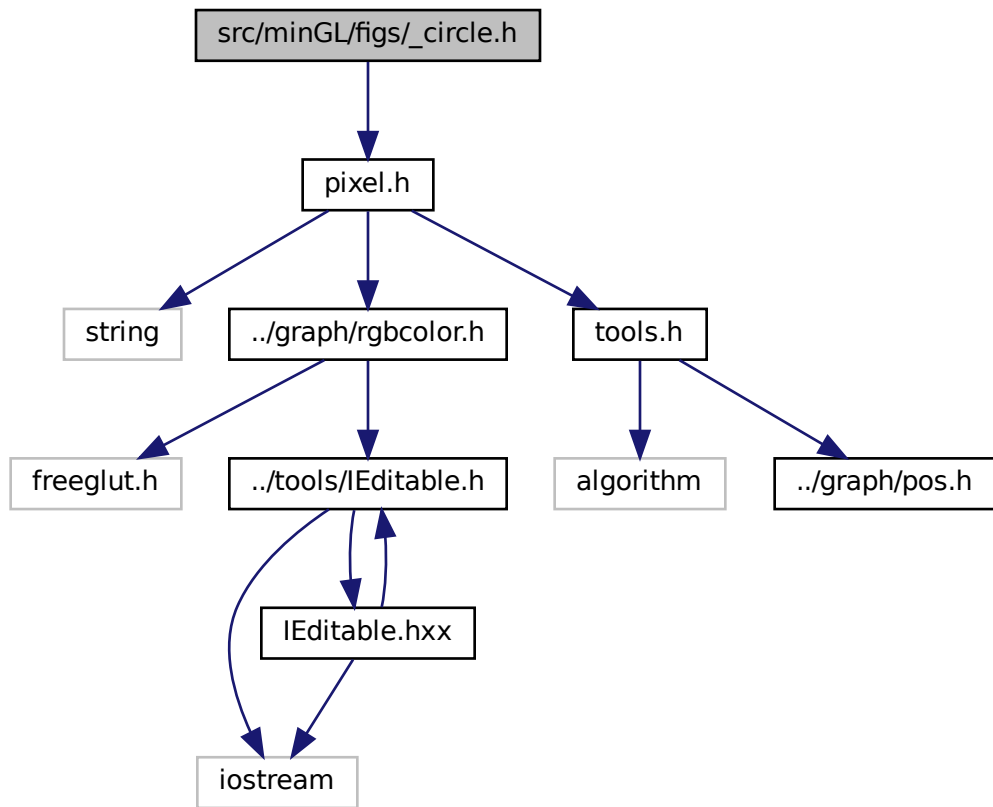 src/minGL/figs/_circle.h
pixel.h
string
../graph/rgbcolor.h
tools.h
freeglut.h
../tools/IEditable.h
algorithm
../graph/pos.h
IEditable.hxx
iostream